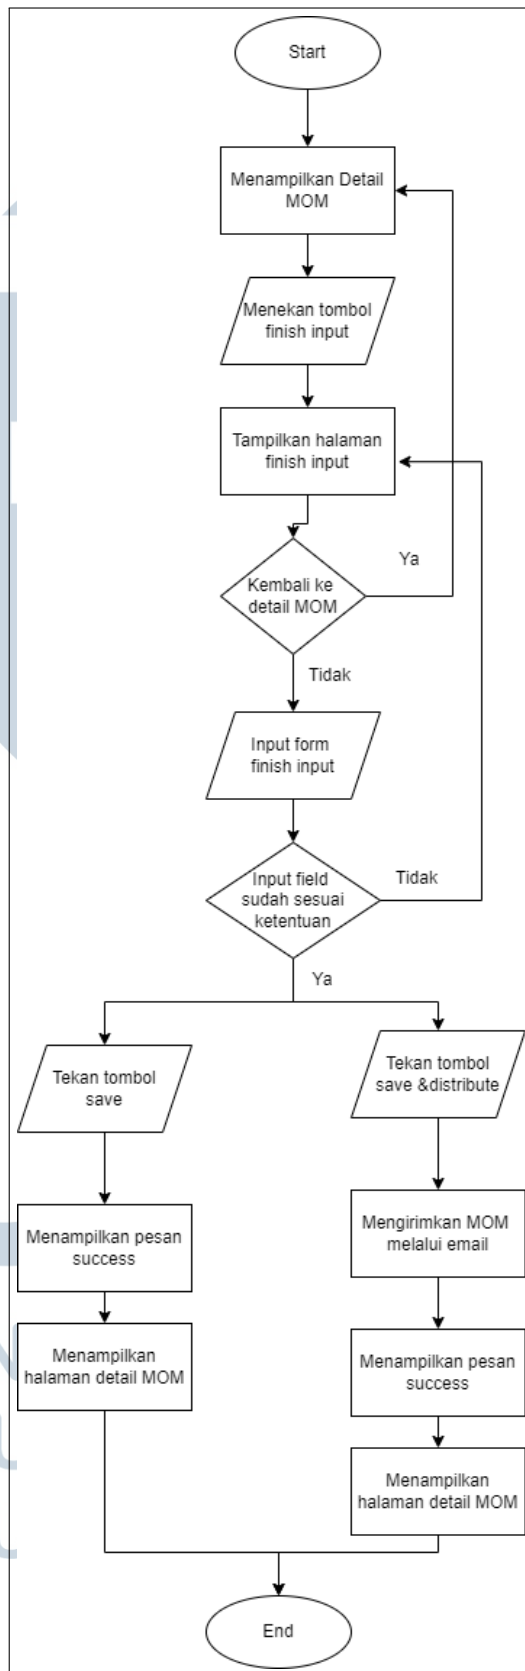 Start
Menampilkan Detail
MOM
Menekan tombol
finish input
Tampilkan halaman
finish input
Ya
Kembali ke
detail MOM
Tidak
Input form
finish input
Input field
sudah sesuai
ketentuan
Tidak
Ya
Tekan tombol
save
Tekan tombol
save &distribute
Menampilkan pesan
success
Mengirimkan MOM
melalui email
Menampilkan
halaman detail MOM
Menampilkan pesan
success
Menampilkan
halaman detail MOM
End